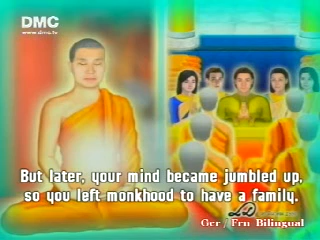 DMC
www.dmc.tv
But later, your mind became jumbled up,
so you left monkhood to have a family.
Ger / Frn Bilingual